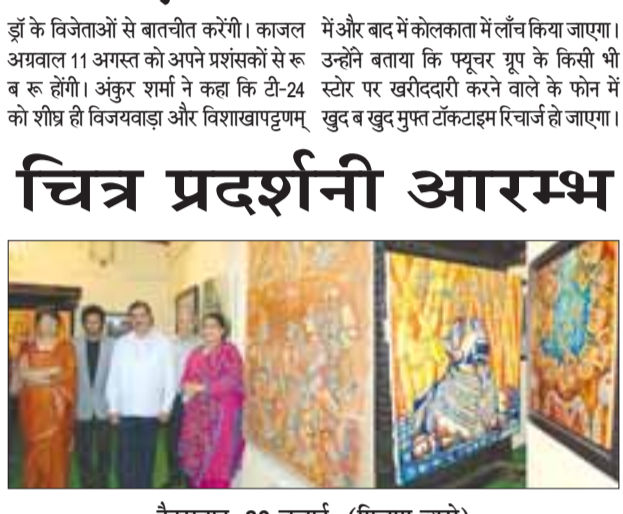 ड्रॉ के विजेताओं से बातचीत करेंगी। काजल
अग्रवाल 11 अगस्त को अपने प्रशंसकों से रू
ब रू होंगी। अंकुर शर्मा ने कहा कि टी-24
को शीघ्र ही विजयवाड़ा और विशाखापट्टणम्
में और बाद में कोलकाता में लाँच किया जाएगा।
उन्होंने बताया कि फ्यूचर ग्रूप के किसी भी
स्टोर पर खरीददारी करने वाले के फोन में
खुद ब खुद मुफ्त टॉकटाइम रिचार्ज हो जाएगा।
चित्र प्रदर्शनी आरम्भ